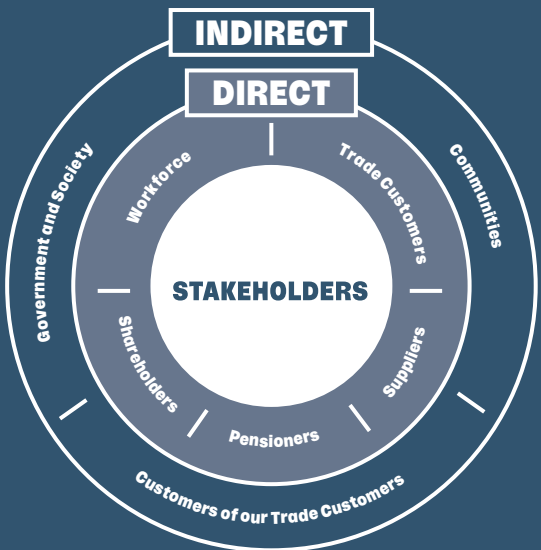 INDIRECT
DIRECT
Workforce
Trade Customers
Communities
Government and Society
STAKEHOLDERS
Shareholders
Suppliers
Pensioners
Customers of our Trade Customers